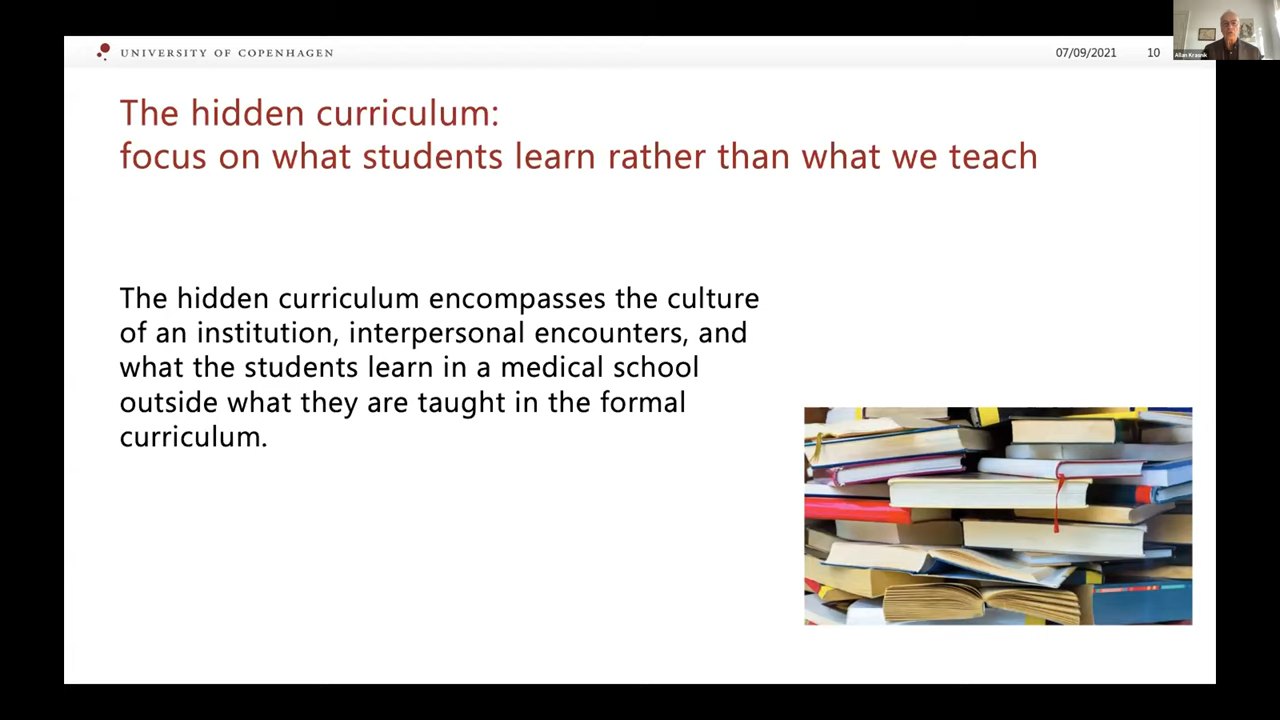 UNIVERSITY OF COPENHAGEN
07/09/2021 10
Allan Krasnik
The hidden curriculum:
focus on what students learn rather than what we teach
The hidden curriculum encompasses the culture
of an institution, interpersonal encounters, and
what the students learn in a medical school
outside what they are taught in the formal
curriculum.